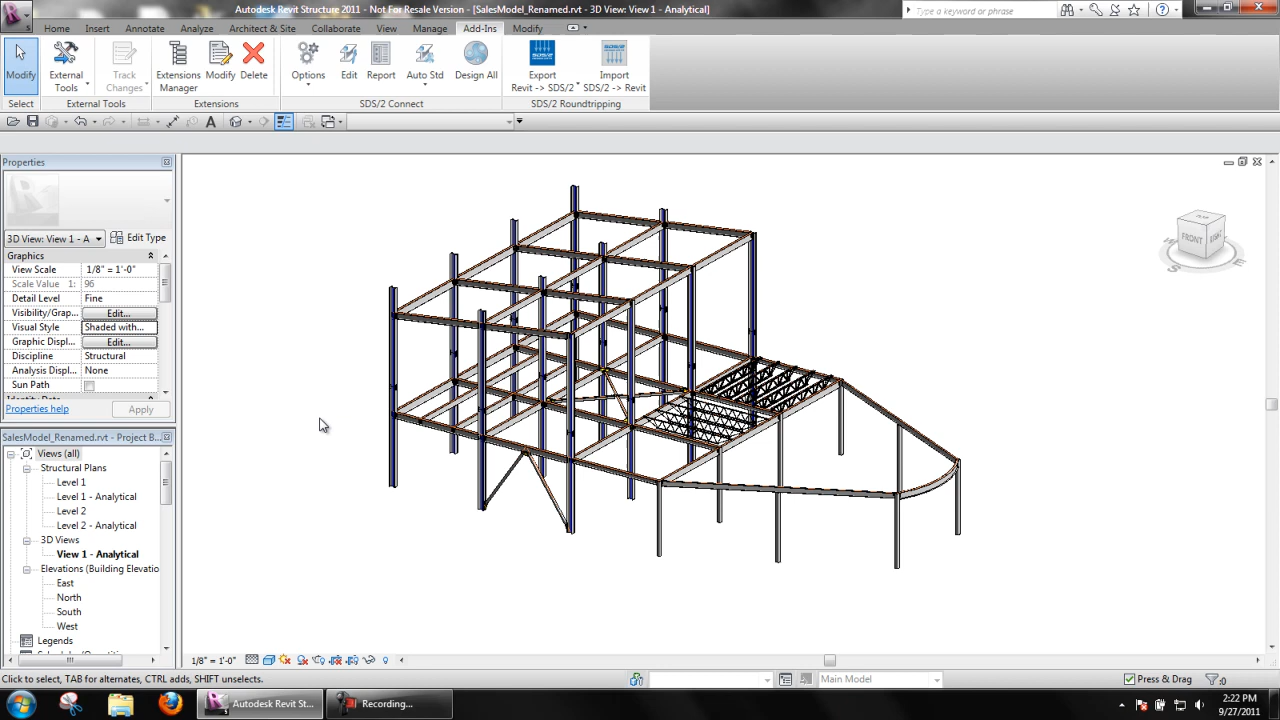 Autodesk Revit Structure 2011 - Not For Resale Version - [SalesModel_Renamed.rvt - 3D View: View 1 - Analytical]
Type a keyword or phrase
Home Insert Annotate Analyze Architect & Site Collaborate View Manage Add-Ins Modify
Modify External Tools Track Changes Extensions Manager Modify Delete Options Edit Report Auto Std Design All Export Revit -> SDS/2 Import SDS/2 -> Revit
Select External Tools Extensions SDS/2 Connect SDS/2 Roundtripping
Properties
3D View: View 1 - A Edit Type
Graphics
View Scale 1/8" = 1'-0"
Scale Value 1: 96
Detail Level Fine
Visibility/Grap... Edit...
Visual Style Shaded with...
Graphic Displ... Edit...
Discipline Structural
Analysis Displ... None
Sun Path
Properties help Apply
SalesModel_Renamed.rvt - Project B...
Views (all)
Structural Plans
Level 1
Level 1 - Analytical
Level 2
Level 2 - Analytical
3D Views
View 1 - Analytical
Elevations (Building Elevatio
East
North
South
West
Legends
FRONT
S
E
1/8" = 1'-0"
Click to select, TAB for alternates, CTRL adds, SHIFT unselects.
Main Model
Press & Drag
:0
Autodesk Revit St...
Recording...
2:22 PM
9/27/2011